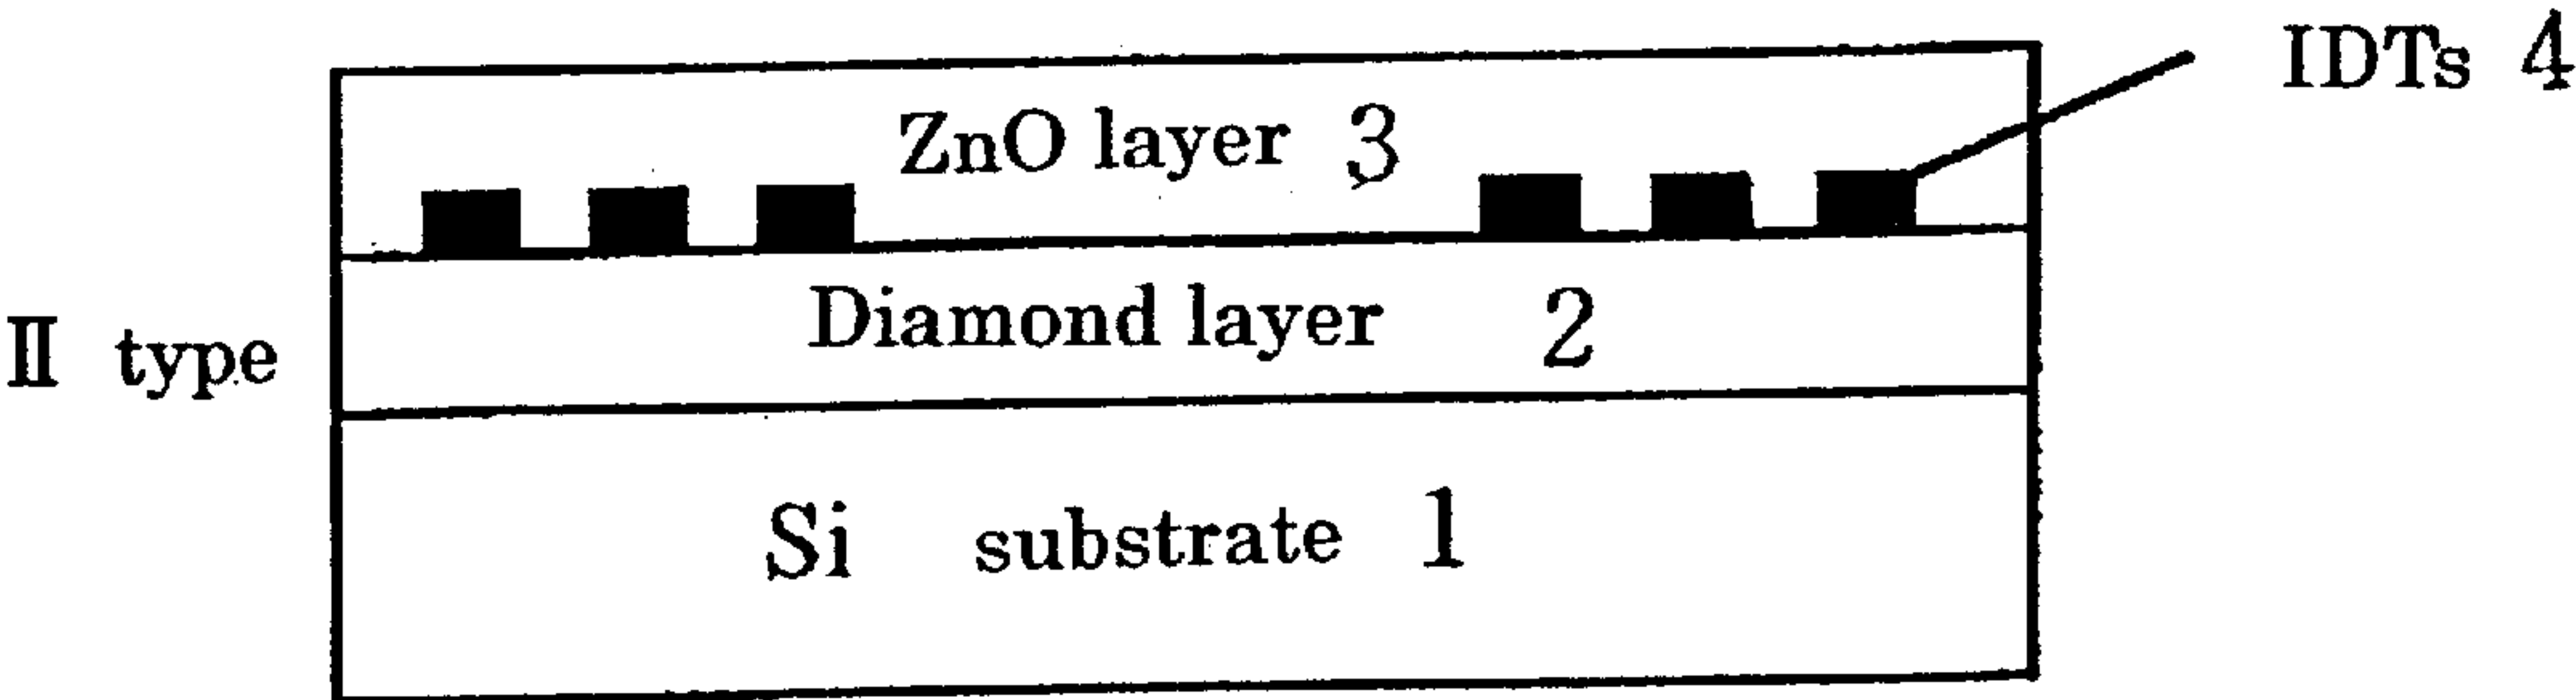 IDTs 4
ZnO layer 3
Diamond layer 2
Ⅱ type
Si substrate 1